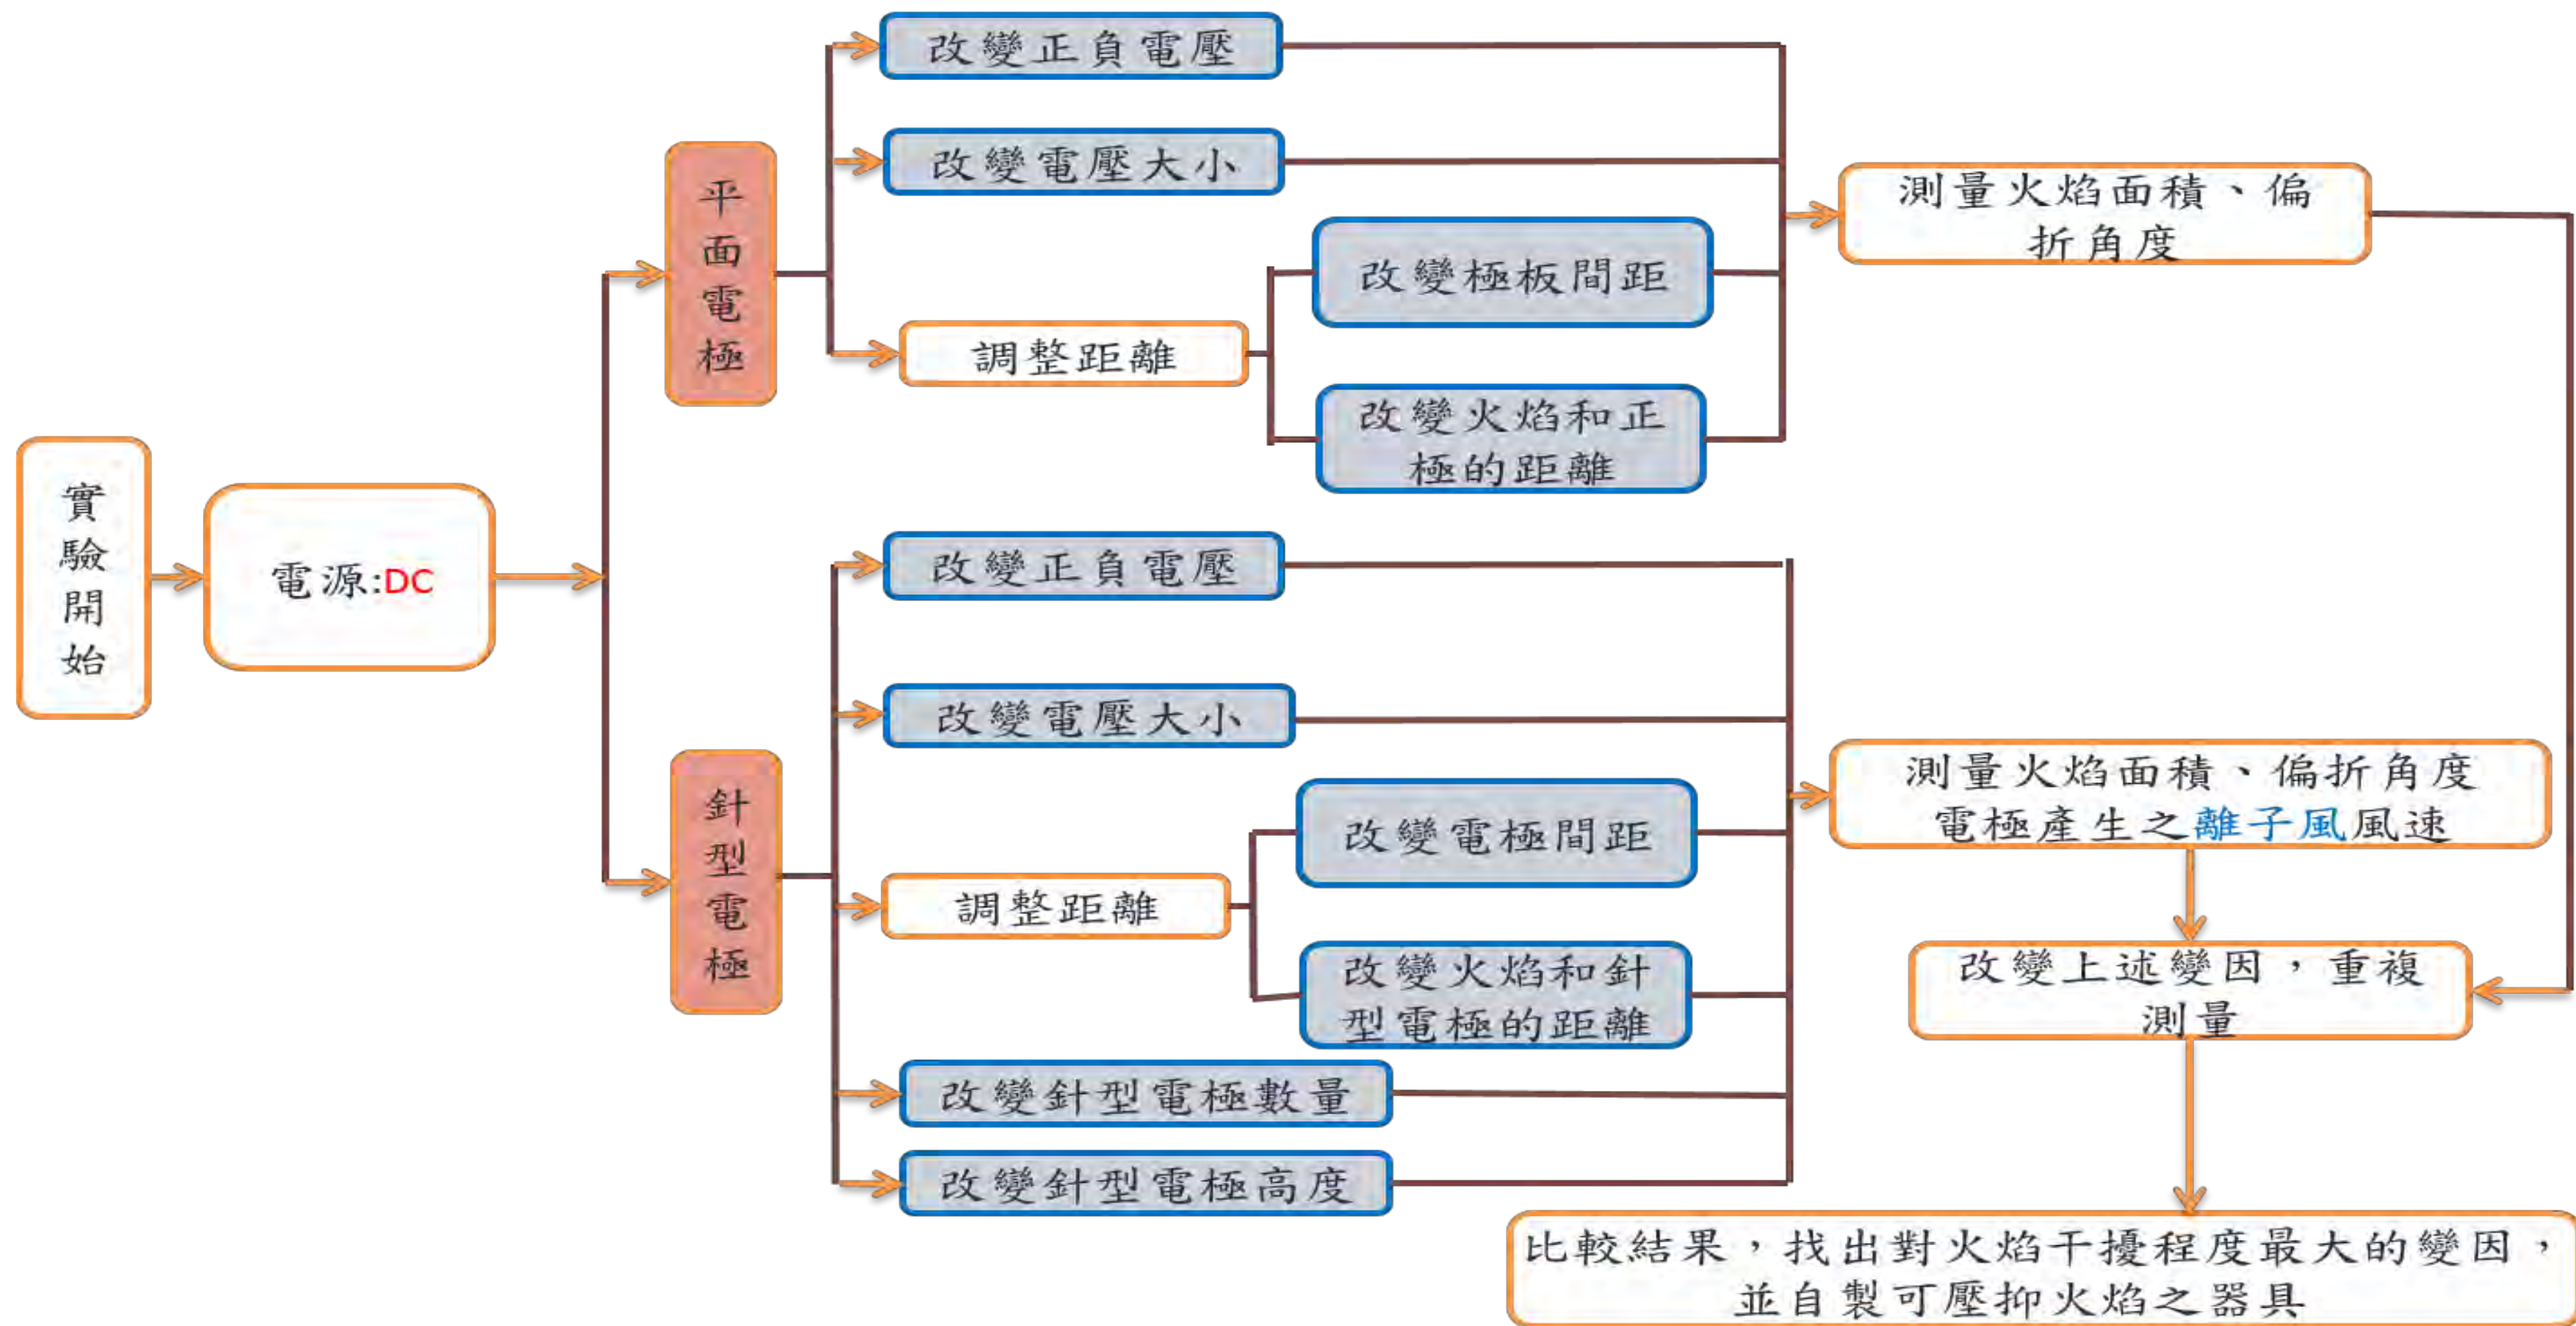 實驗開始
電源:DC
平面電極
改變正負電壓
改變電壓大小
調整距離
改變極板間距
改變火焰和正
極的距離
測量火焰面積、偏
折角度
針型電極
改變正負電壓
改變電壓大小
調整距離
改變電極間距
改變火焰和針
型電極的距離
改變針型電極數量
改變針型電極高度
測量火焰面積、偏折角度
電極產生之離子風風速
改變上述變因，重複
測量
比較結果，找出對火焰干擾程度最大的變因，
並自製可壓抑火焰之器具